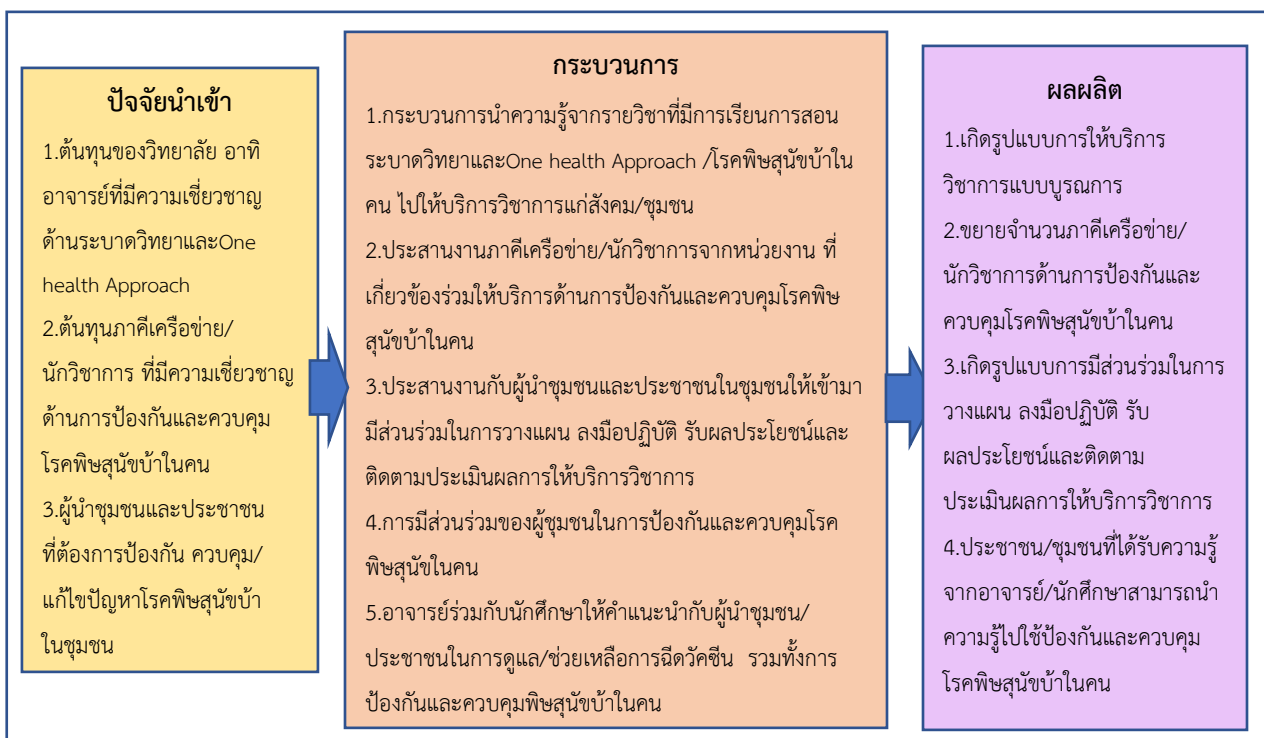 ปัจจัยนำเข้า
1.ต้นทุนของวิทยาลัย อาทิ
อาจารย์ที่มีความเชี่ยวชาญ
ด้านระบาดวิทยาและOne
health Approach
2.ต้นทุนภาคีเครือข่าย/
นักวิชาการ ที่มีความเชี่ยวชาญ
ด้านการป้องกันและควบคุม
โรคพิษสุนัขบ้าในคน
3.ผู้นำชุมชนและประชาชน
ที่ต้องการป้องกัน ควบคุม/
แก้ไขปัญหาโรคพิษสุนัขบ้า
ในชุมชน
กระบวนการ
1.กระบวนการนำความรู้จากรายวิชาที่มีการเรียนการสอน
ระบาดวิทยาและOne health Approach /โรคพิษสุนัขบ้าใน
คน ไปให้บริการวิชาการแก่สังคม/ชุมชน
2.ประสานงานภาคีเครือข่าย/นักวิชาการจากหน่วยงาน ที่
เกี่ยวข้องร่วมให้บริการด้านการป้องกันและควบคุมโรคพิษ
สุนัขบ้าในคน
3.ประสานงานกับผู้นำชุมชนและประชาชนในชุมชนให้เข้ามา
มีส่วนร่วมในการวางแผน ลงมือปฏิบัติ รับผลประโยชน์และ
ติดตามประเมินผลการให้บริการวิชาการ
4.การมีส่วนร่วมของผู้ชุมชนในการป้องกันและควบคุมโรค
พิษสุนัขในคน
5.อาจารย์ร่วมกับนักศึกษาให้คำแนะนำกับผู้นำชุมชน/
ประชาชนในการดูแล/ช่วยเหลือการฉีดวัคซีน  รวมทั้งการ
ป้องกันและควบคุมพิษสุนัขบ้าในคน
ผลผลิต
1.เกิดรูปแบบการให้บริการ
วิชาการแบบบูรณการ
2.ขยายจำนวนภาคีเครือข่าย/
นักวิชาการด้านการป้องกันและ
ควบคุมโรคพิษสุนัขบ้าในคน
3.เกิดรูปแบบการมีส่วนร่วมในการ
วางแผน ลงมือปฏิบัติ รับ
ผลประโยชน์และติดตาม
ประเมินผลการให้บริการวิชาการ
4.ประชาชน/ชุมชนที่ได้รับความรู้
จากอาจารย์/นักศึกษาสามารถนำ
ความรู้ไปใช้ป้องกันและควบคุม
โรคพิษสุนัขบ้าในคน